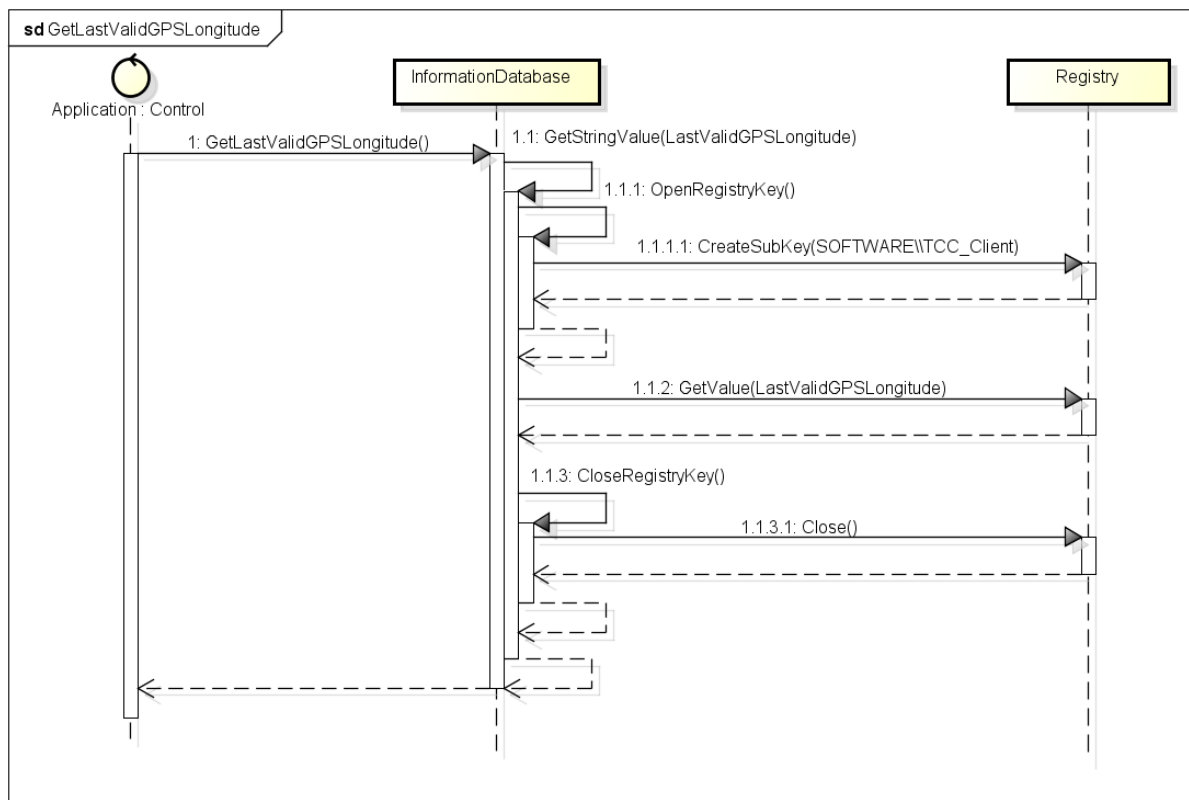 sd GetLastValidGPSLongitude
InformationDatabase
Registry
Application : Control
1: GetLastValidGPSLongitude()
1.1: GetStringValue(LastValidGPSLongitude)
1.1.1: OpenRegistryKey()
1.1.1.1: CreateSubKey(SOFTWARE\\TCC_Client)
1.1.2: GetValue(LastValidGPSLongitude)
1.1.3: CloseRegistryKey()
1.1.3.1: Close()